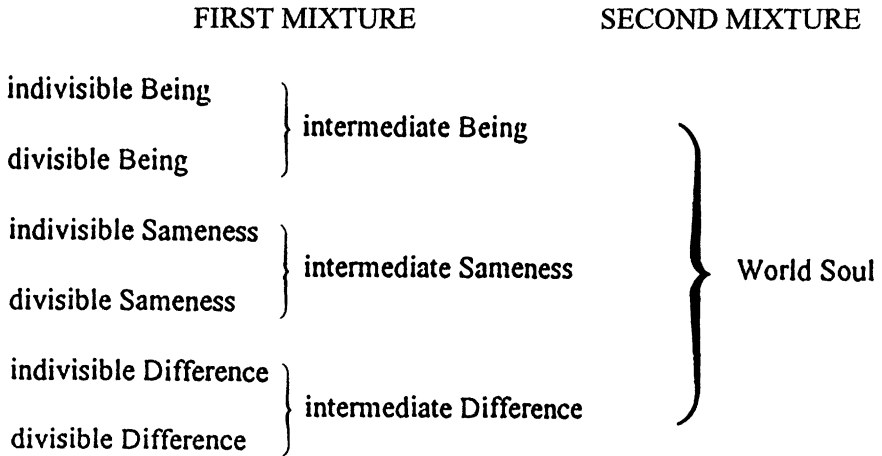 FIRST MIXTURE SECOND MIXTURE
indivisible Being
intermediate Being
divisible Being
indivisible Sameness
intermediate Sameness World Soul
divisible Sameness
indivisible Difference
intermediate Difference
divisible Difference